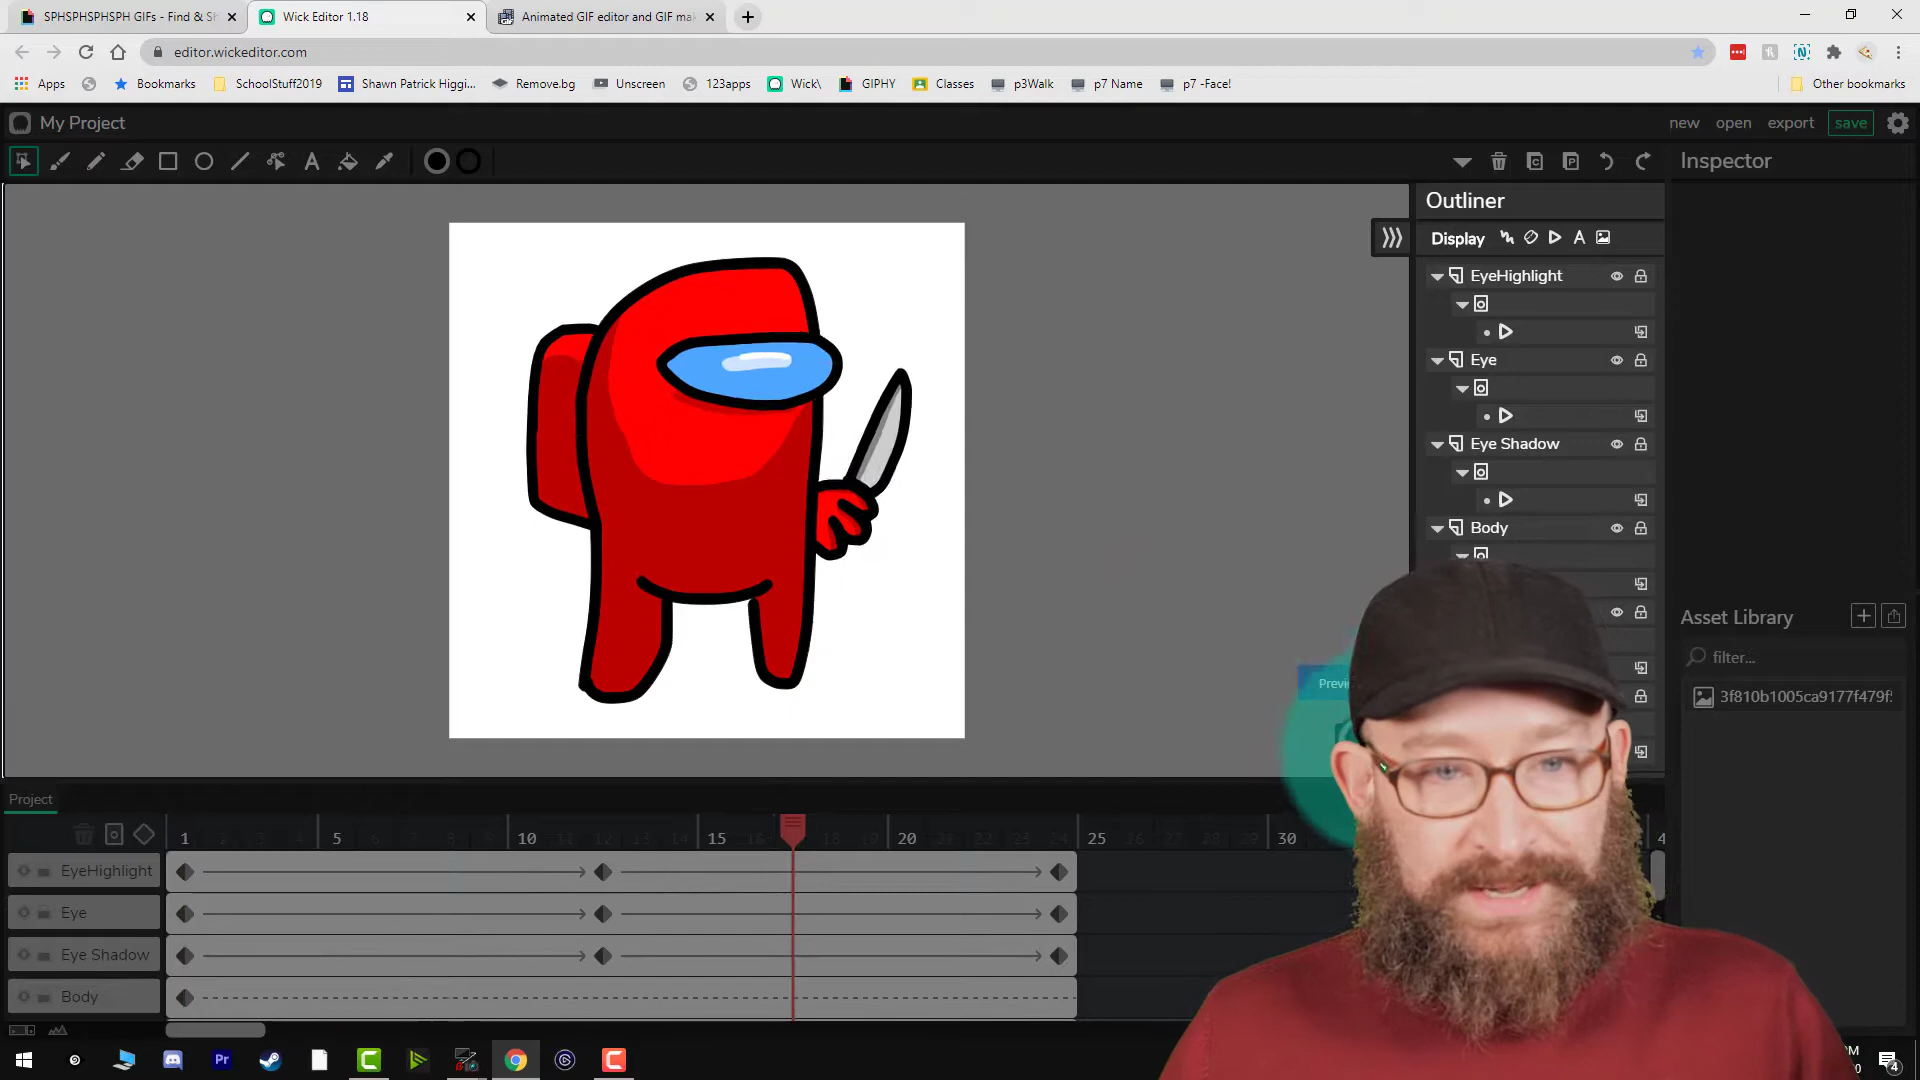 SPHSPHSPHSPH GIFs - Find & Sh
Wick Editor 1.18
Animated GIF editor and GIF mak
editor.wickeditor.com
Apps
Bookmarks
SchoolStuff2019
Shawn Patrick Higgi...
Remove.bg
Unscreen
123apps
Wick\
GIPHY
Classes
p3Walk
p7 Name
p7 -Face!
Other bookmarks
My Project
new
open
export
save
Inspector
Outliner
Display
EyeHighlight
Eye
Eye Shadow
Body
Asset Library
filter...
3f810b1005ca9177f479f
Previ
Project
1 5 10 15 20 25 30 4
EyeHighlight
Eye
Eye Shadow
Body